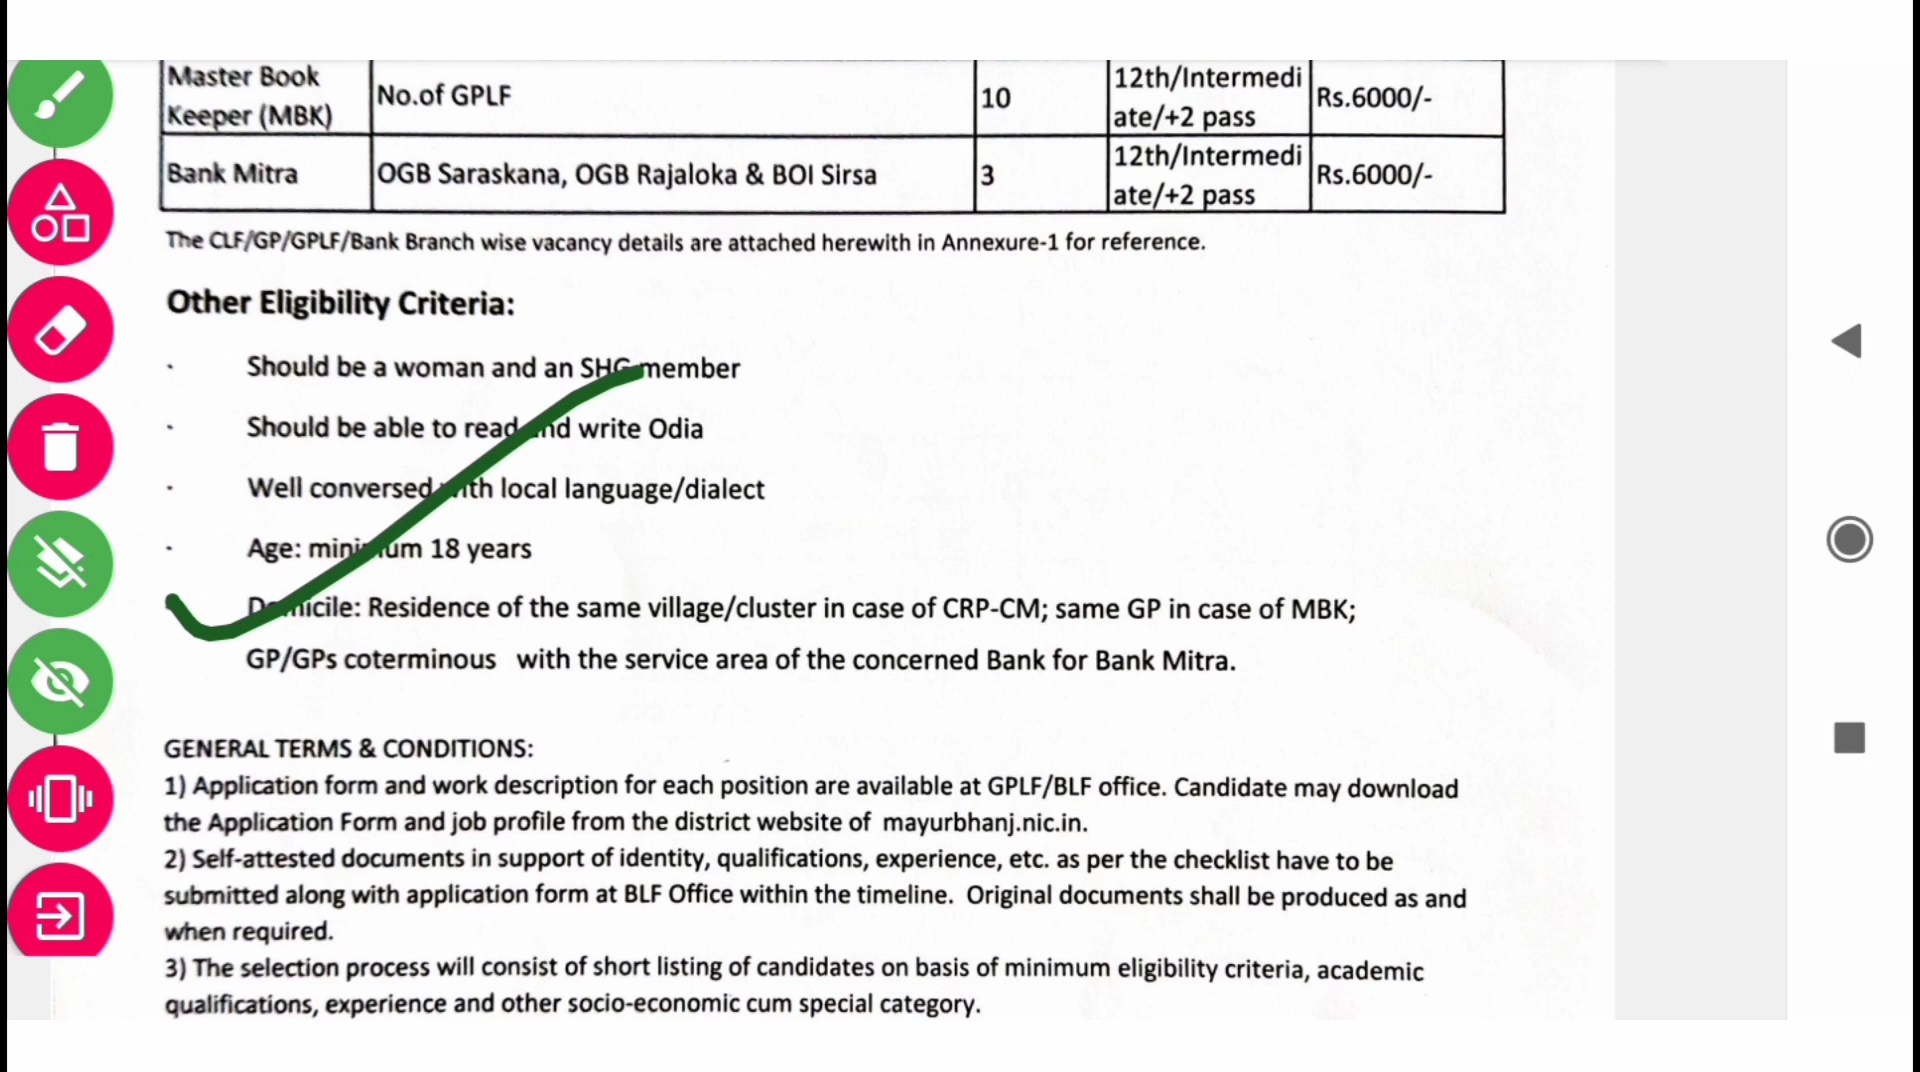 Master Book
Keeper (MBK)
No.of GPLF
10
12th/Intermedi
ate/+2 pass
Rs.6000/-
Bank Mitra
OGB Saraskana, OGB Rajaloka & BOI Sirsa
3
12th/Intermedi
ate/+2 pass
Rs.6000/-
The CLF/GP/GPLF/Bank Branch wise vacancy details are attached herewith in Annexure-1 for reference.
Other Eligibility Criteria:
- Should be a woman and an SHG member
- Should be able to read and write Odia
- Well conversed with local language/dialect
- Age: minimum 18 years
Domicile: Residence of the same village/cluster in case of CRP-CM; same GP in case of MBK;
GP/GPs coterminous with the service area of the concerned Bank for Bank Mitra.
GENERAL TERMS & CONDITIONS:
1) Application form and work description for each position are available at GPLF/BLF office. Candidate may download
the Application Form and job profile from the district website of mayurbhanj.nic.in.
2) Self-attested documents in support of identity, qualifications, experience, etc. as per the checklist have to be
submitted along with application form at BLF Office within the timeline. Original documents shall be produced as and
when required.
3) The selection process will consist of short listing of candidates on basis of minimum eligibility criteria, academic
qualifications, experience and other socio-economic cum special category.